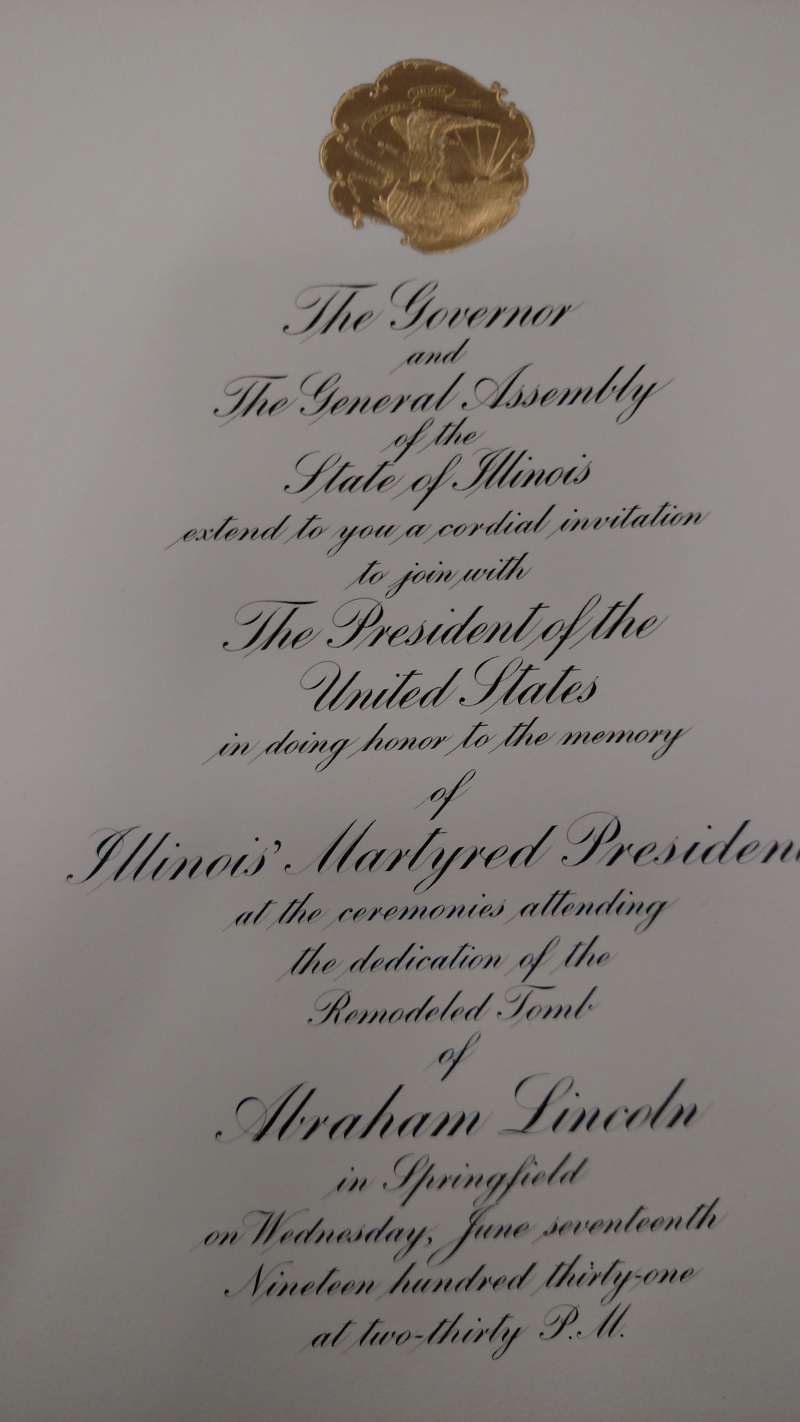 The Governor
and
The General Assembly
of the
State of Illinois
extend to you a cordial invitation
to join with
The President of the
United States
in doing honor to the memory
of
Illinois' Martyred Presiden
at the ceremonies attending
the dedication of the
Remodeled Tomb
of
Abraham Lincoln
in Springfield
on Wednesday, June seventeenth
Nineteen hundred thirty-one
at two-thirty P.M.